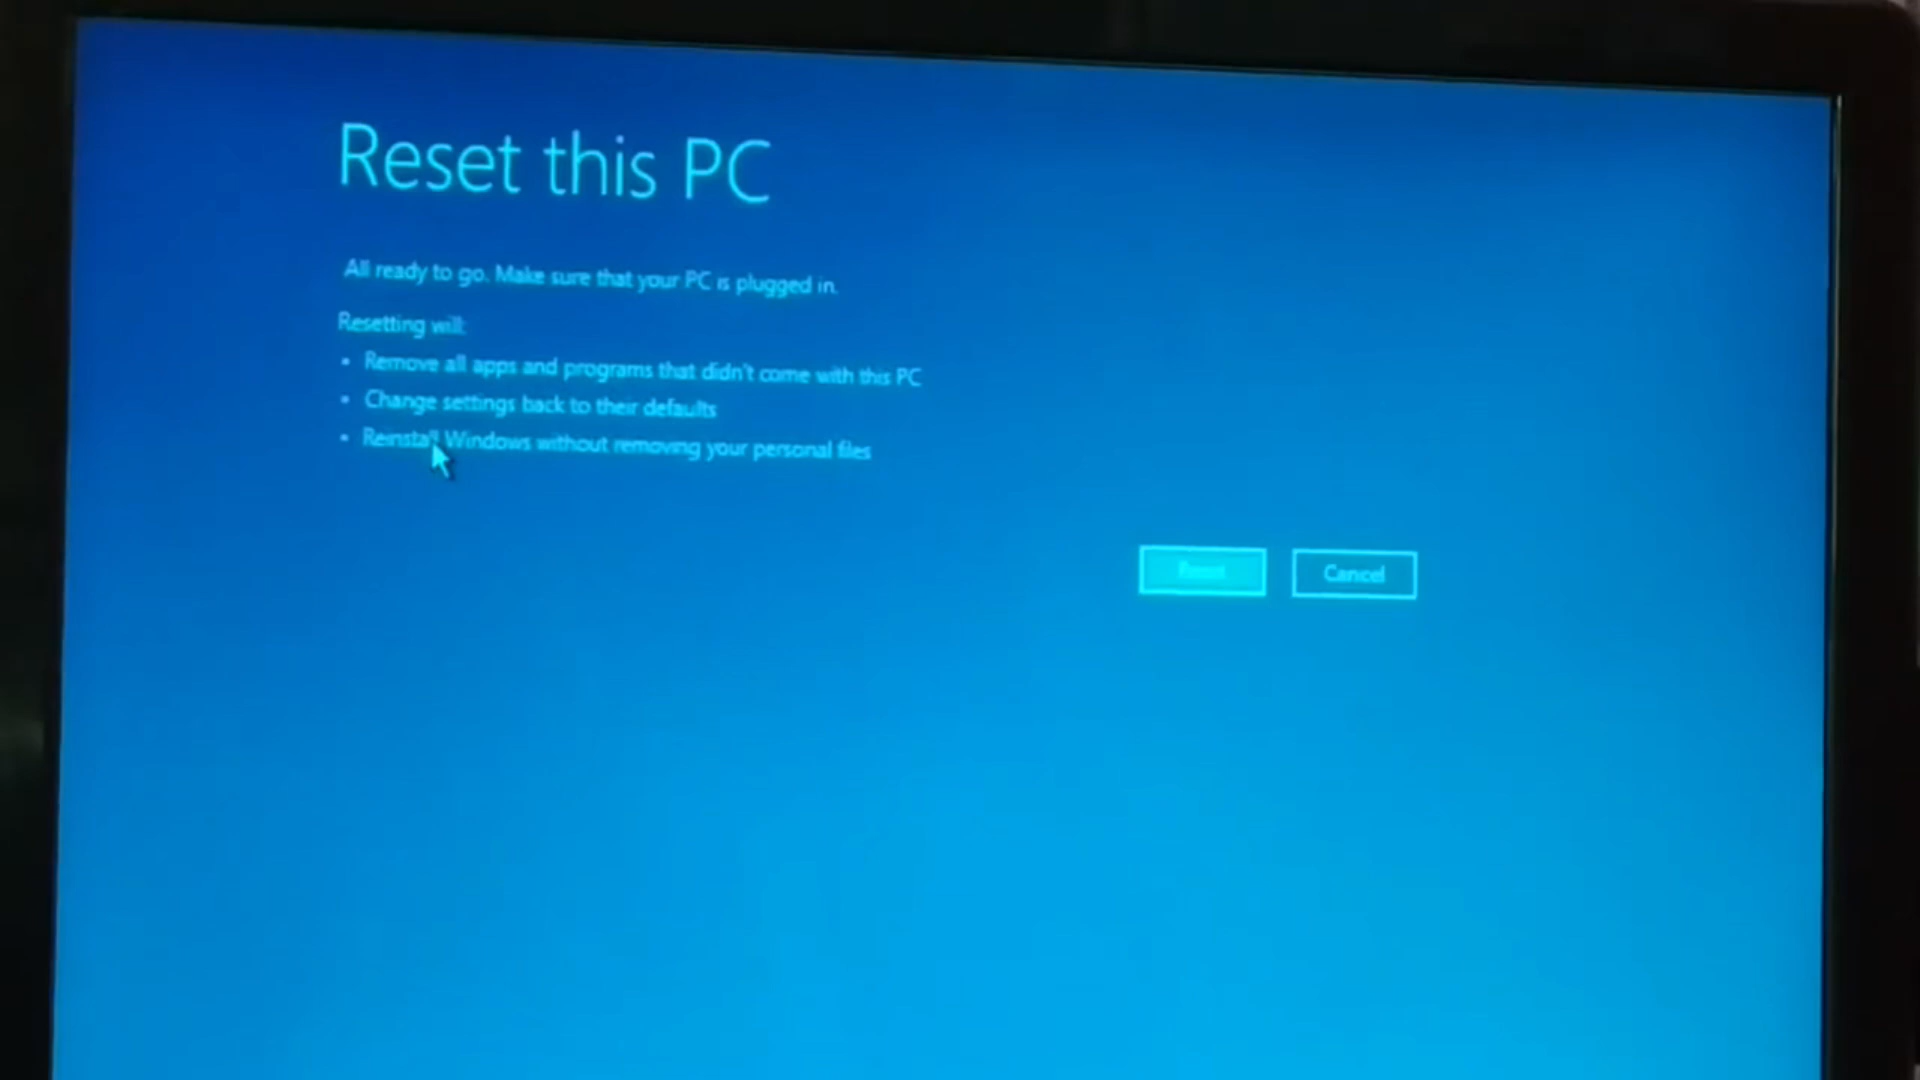 Reset this PC
All ready to go. Make sure that your PC is plugged in.
Resetting will:
• Remove all apps and programs that didn't come with this PC
• Change settings back to their defaults
• Reinstall Windows without removing your personal files
Reset
Cancel